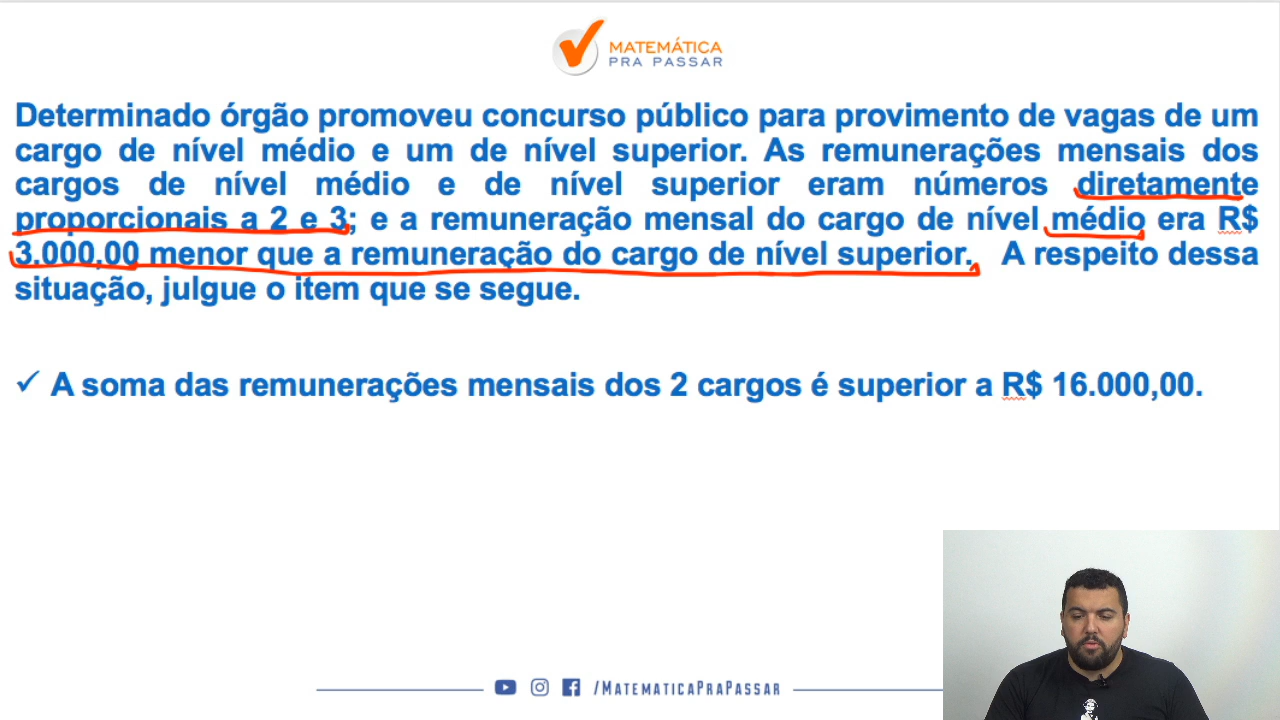 MATEMÁTICA
PRA PASSAR
Determinado órgão promoveu concurso público para provimento de vagas de um
cargo de nível médio e um de nível superior. As remunerações mensais dos
cargos de nível médio e de nível superior eram números diretamente
proporcionais a 2 e 3; e a remuneração mensal do cargo de nível médio era R$
3.000,00 menor que a remuneração do cargo de nível superior. A respeito dessa
situação, julgue o item que se segue.
✓ A soma das remunerações mensais dos 2 cargos é superior a R$ 16.000,00.
/MATEMATICAPRAPASSAR